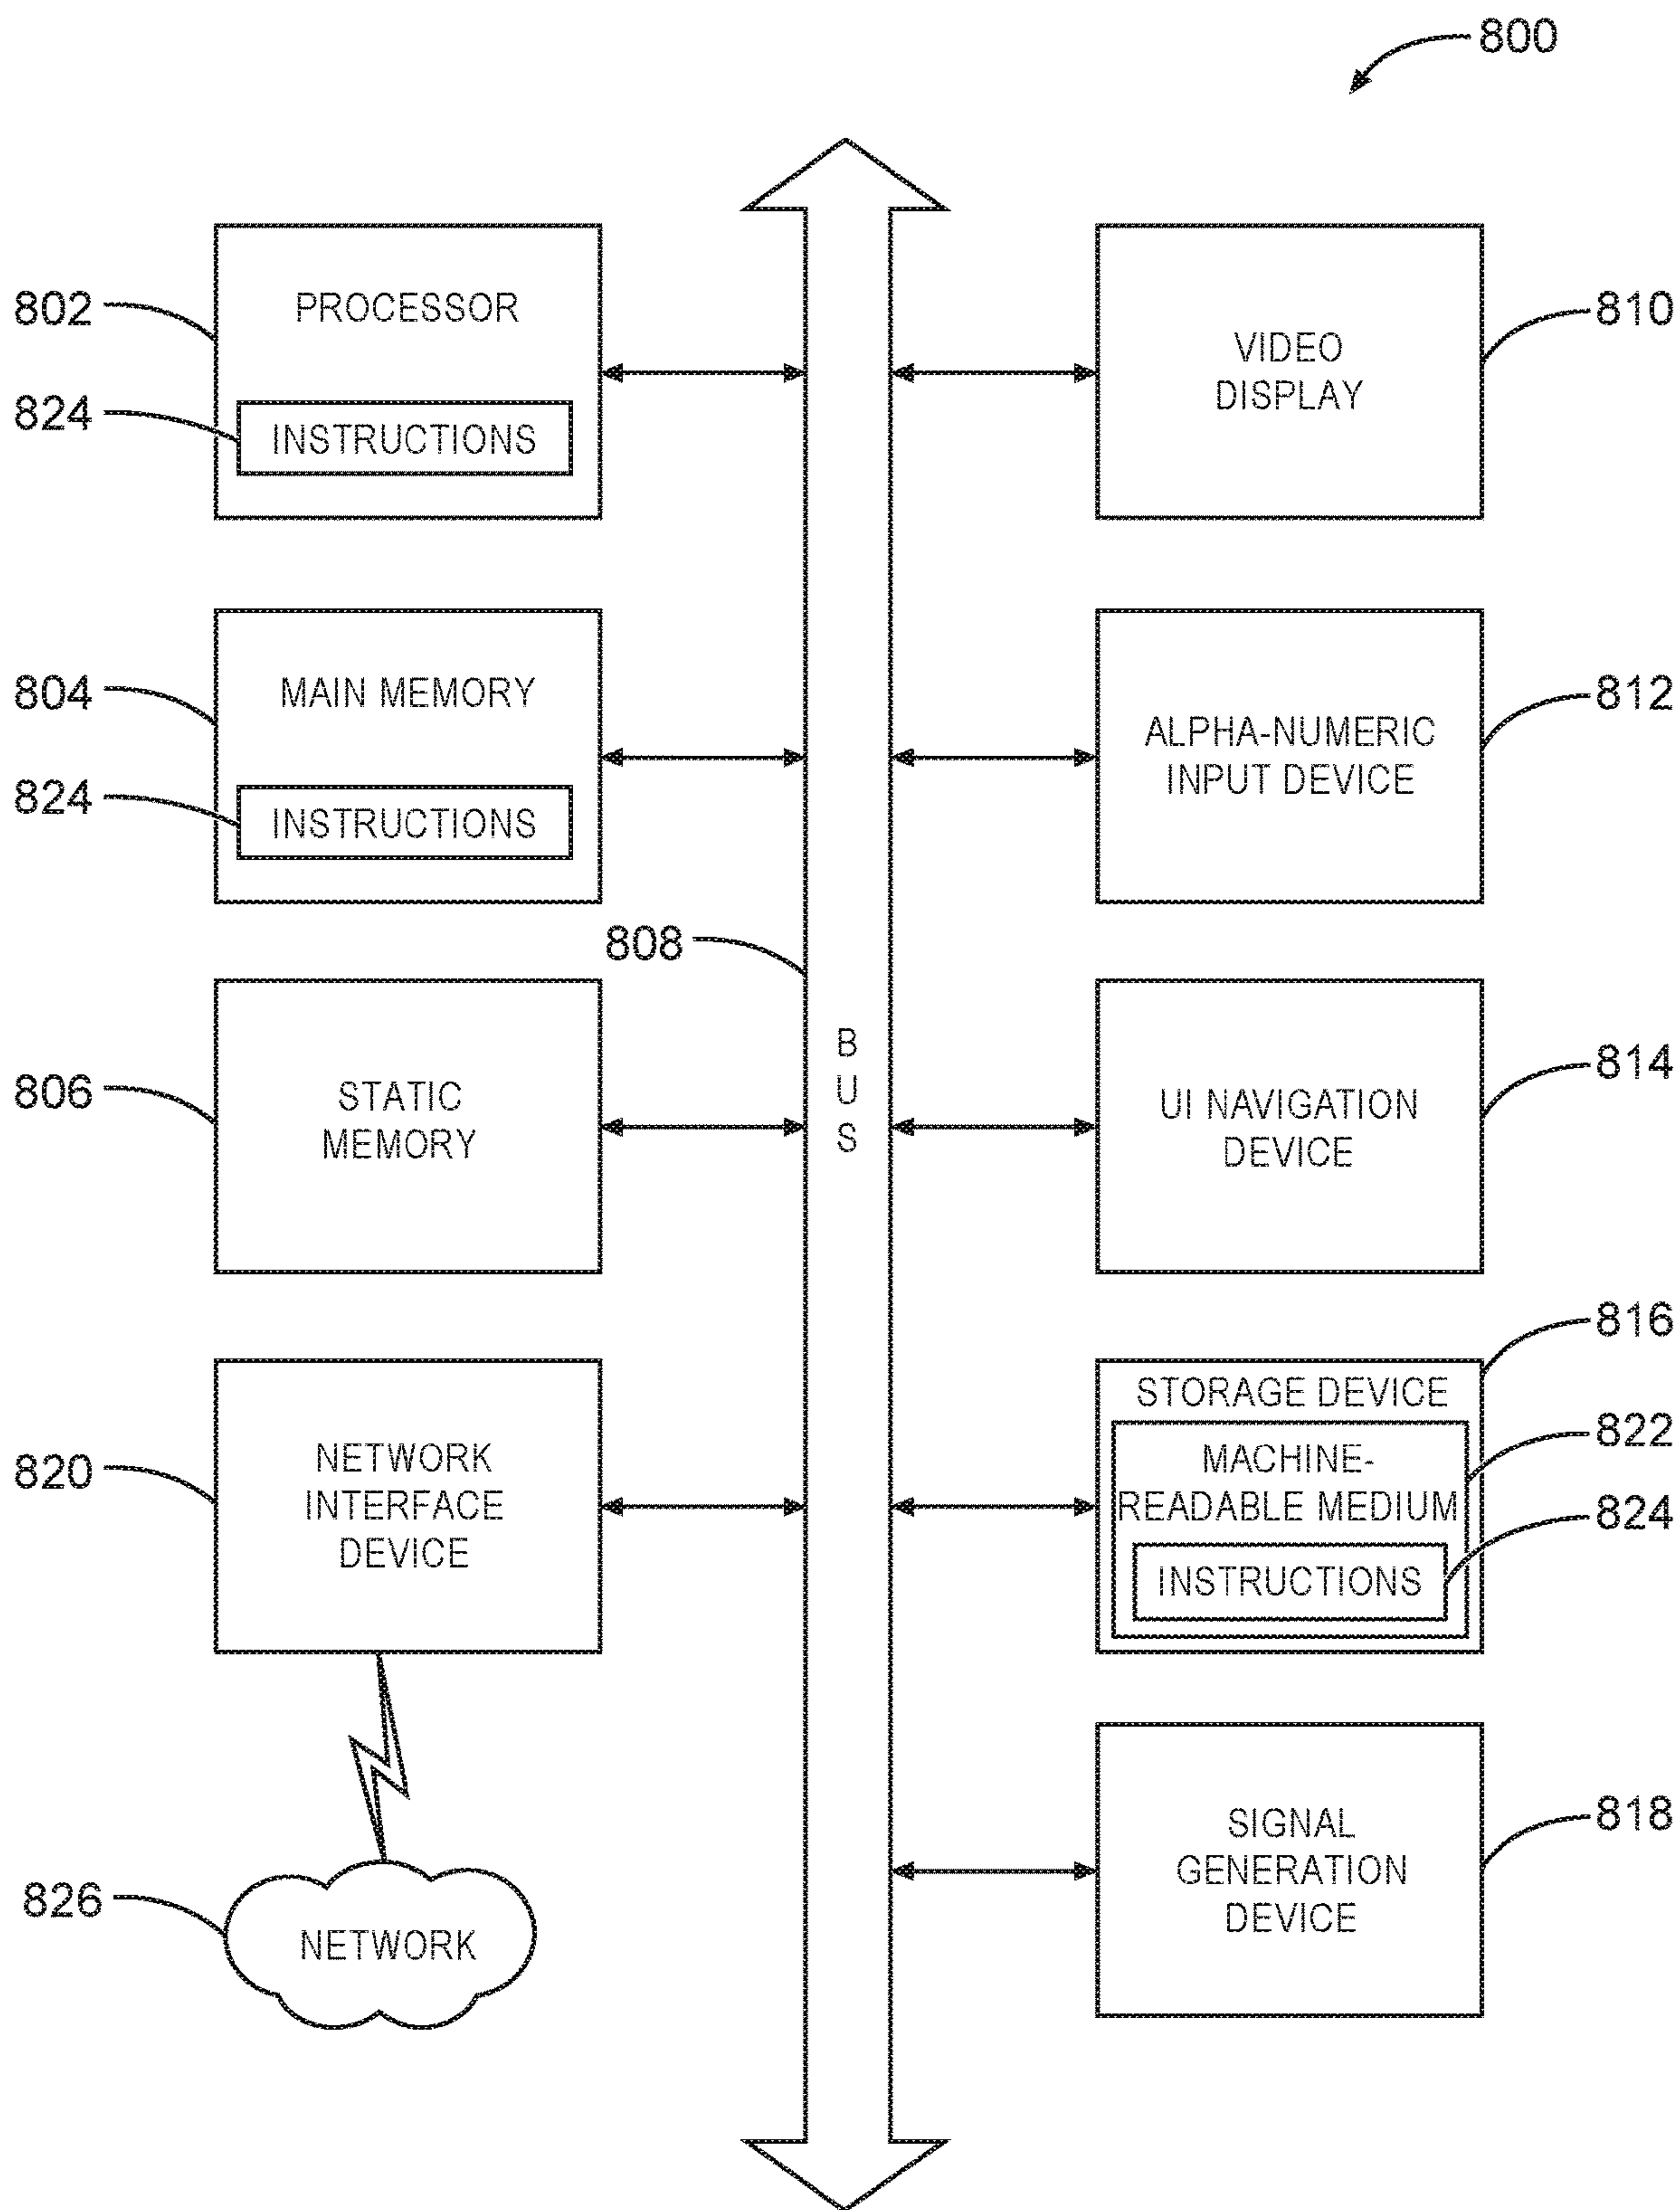 800
802
PROCESSOR
824
INSTRUCTIONS
804
MAIN MEMORY
824
INSTRUCTIONS
806
STATIC
MEMORY
820
NETWORK
INTERFACE
DEVICE
826
NETWORK
808
B
U
S
810
VIDEO
DISPLAY
812
ALPHA-NUMERIC
INPUT DEVICE
814
UI NAVIGATION
DEVICE
816
STORAGE DEVICE
822
MACHINE-
READABLE MEDIUM
824
INSTRUCTIONS
818
SIGNAL
GENERATION
DEVICE